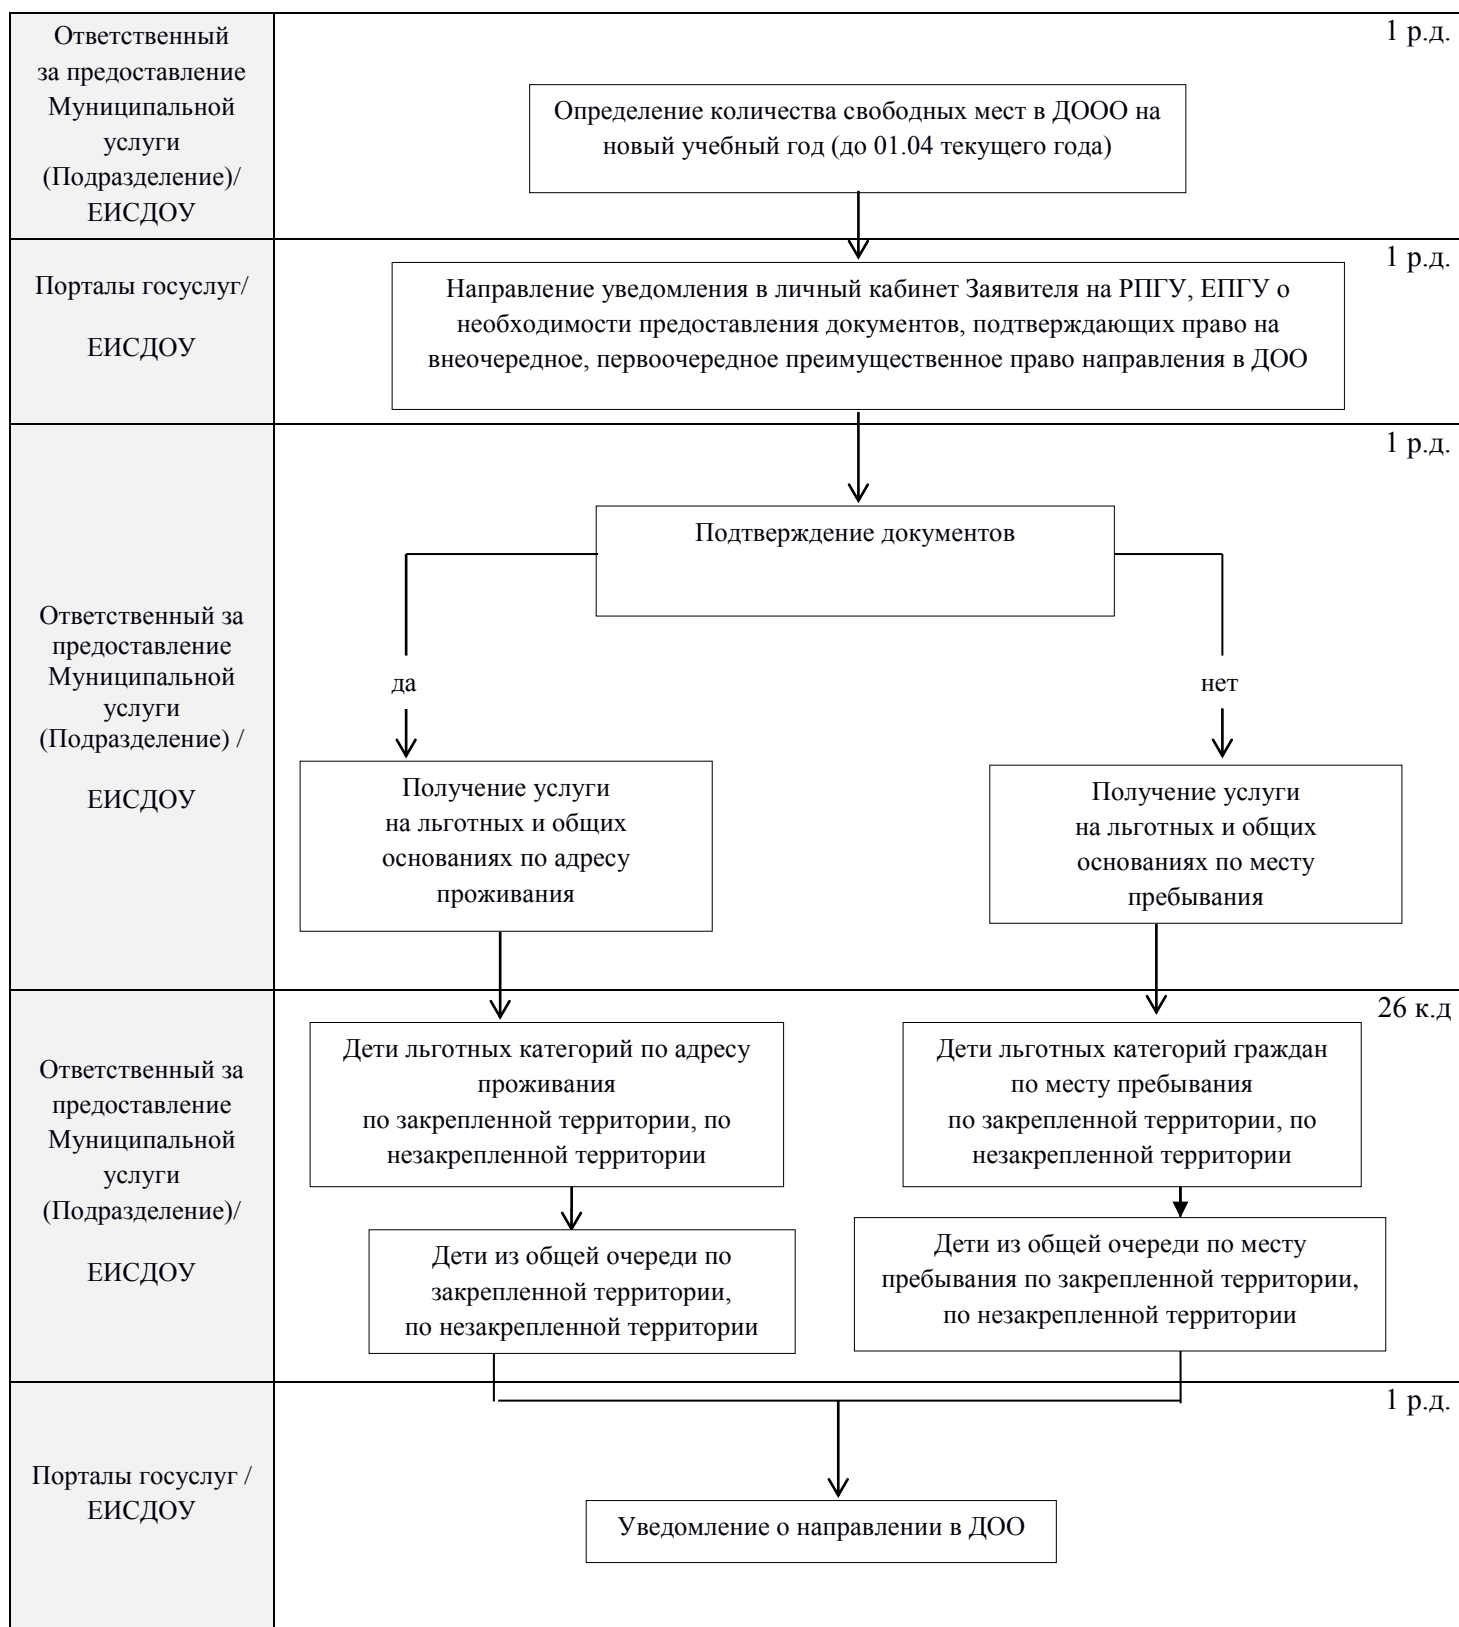 Ответственный
за предоставление
Муниципальной
услуги
(Подразделение)/
ЕИСДОУ
1 р.д.
Определение количества свободных мест в ДООО на
новый учебный год (до 01.04 текущего года)
Порталы госуслуг/
ЕИСДОУ
1 р.д.
Направление уведомления в личный кабинет Заявителя на РПГУ, ЕПГУ о
необходимости предоставления документов, подтверждающих право на
внеочередное, первоочередное преимущественное право направления в ДОО
Ответственный за
предоставление
Муниципальной
услуги
(Подразделение) /
ЕИСДОУ
1 р.д.
Подтверждение документов
да
нет
Получение услуги
на льготных и общих
основаниях по адресу
проживания
Получение услуги
на льготных и общих
основаниях по месту
пребывания
Ответственный за
предоставление
Муниципальной
услуги
(Подразделение)/
ЕИСДОУ
26 к.д
Дети льготных категорий по адресу
проживания
по закрепленной территории, по
незакрепленной территории
Дети льготных категорий граждан
по месту пребывания
по закрепленной территории, по
незакрепленной территории
Дети из общей очереди по
закрепленной территории,
по незакрепленной территории
Дети из общей очереди по месту
пребывания по закрепленной территории,
по незакрепленной территории
Порталы госуслуг /
ЕИСДОУ
1 р.д.
Уведомление о направлении в ДОО